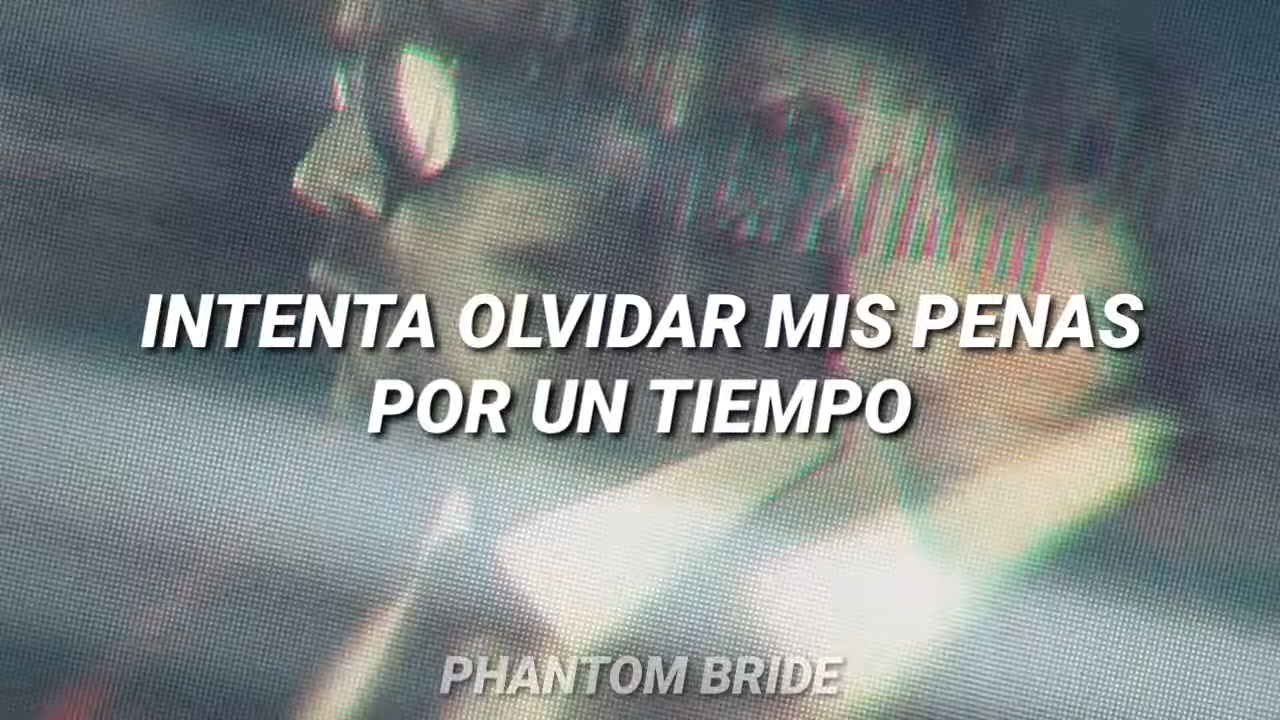 INTENTA OLVIDAR MIS PENAS
POR UN TIEMPO
PHANTOM BRIDE